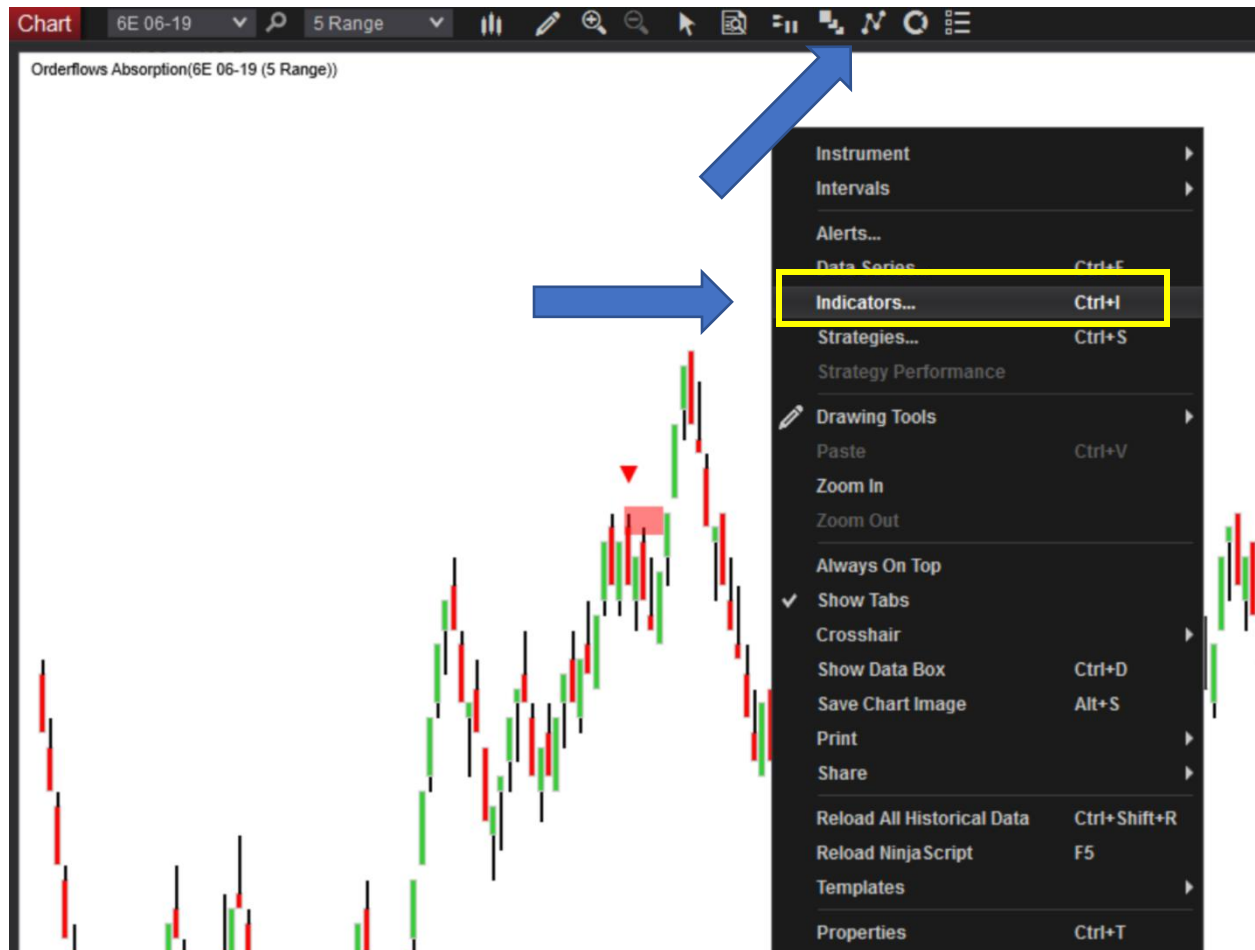 Chart 6E 06-19 5 Range
Orderflows Absorption(6E 06-19 (5 Range))
Instrument
Intervals
Alerts...
Data Series Ctrl+F
Indicators... Ctrl+I
Strategies... Ctrl+S
Strategy Performance
Drawing Tools
Paste Ctrl+V
Zoom In
Zoom Out
Always On Top
Show Tabs
Crosshair
Show Data Box Ctrl+D
Save Chart Image Alt+S
Print
Share
Reload All Historical Data Ctrl+Shift+R
Reload NinjaScript F5
Templates
Properties Ctrl+T